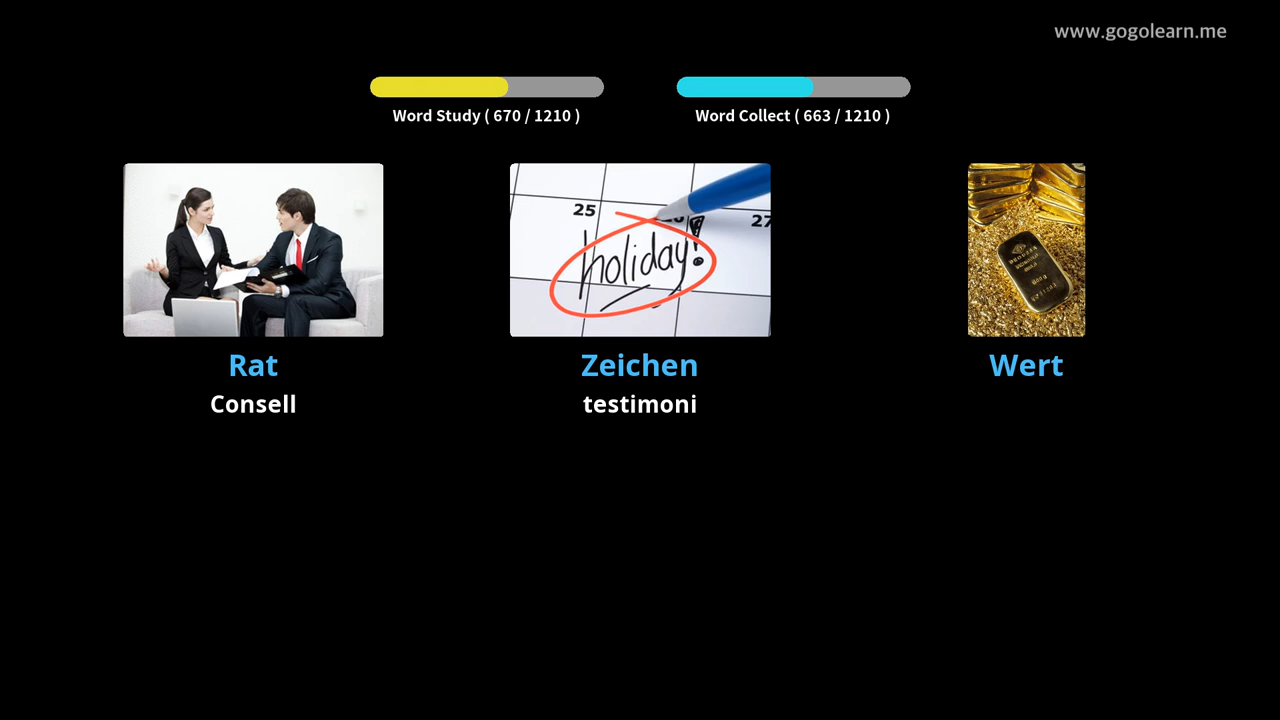 www.gogolearn.me
Word Study ( 670 / 1210 )
Word Collect ( 663 / 1210 )
25
27
holiday!
Rat
Zeichen
Wert
Consell
testimoni